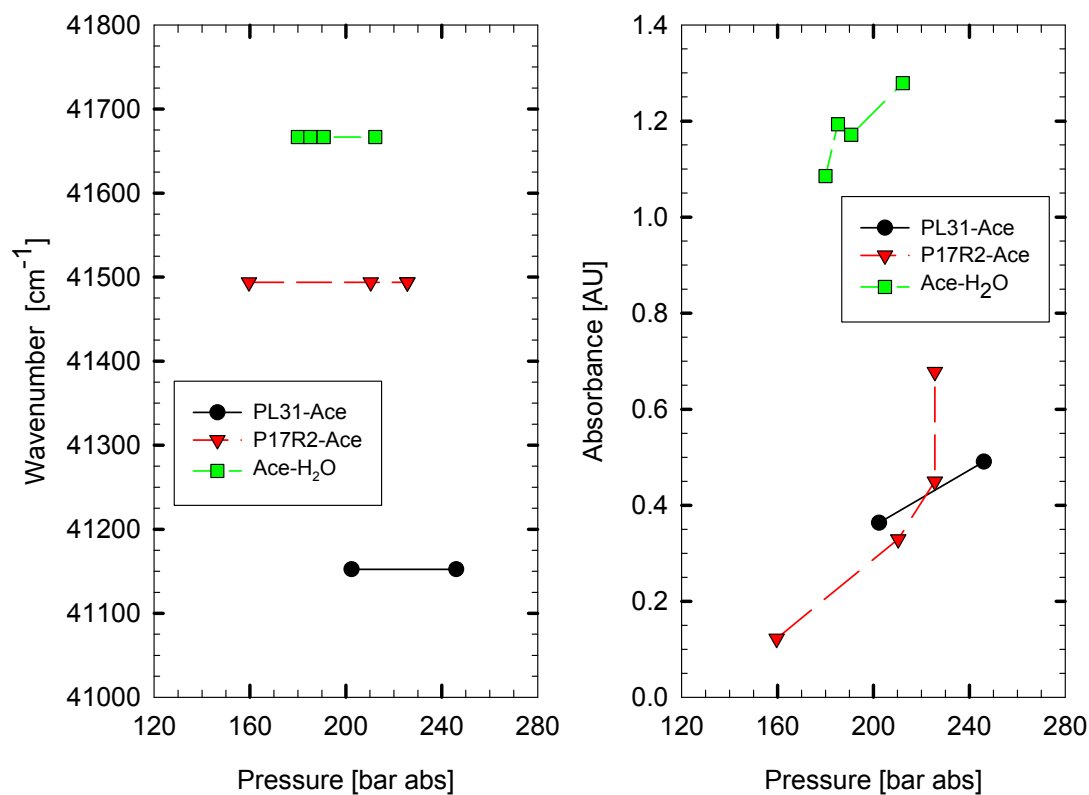 41800
41700
41600
41500
41400
41300
41200
41100
41000
Wavenumber [cm⁻¹]
PL31-Ace
P17R2-Ace
Ace-H₂O
120 160 200 240 280
Pressure [bar abs]
1.4
1.2
1.0
0.8
0.6
0.4
0.2
0.0
Absorbance [AU]
PL31-Ace
P17R2-Ace
Ace-H₂O
120 160 200 240 280
Pressure [bar abs]